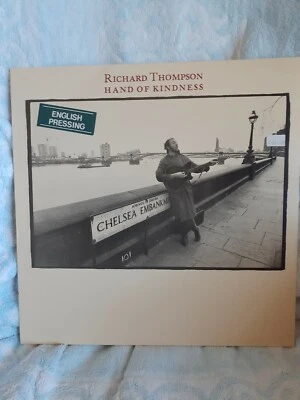 RICHARD THOMPSON
HAND OF KINDNESS
ENGLISH
PRESSING
CHELSEA EMBANKMENT